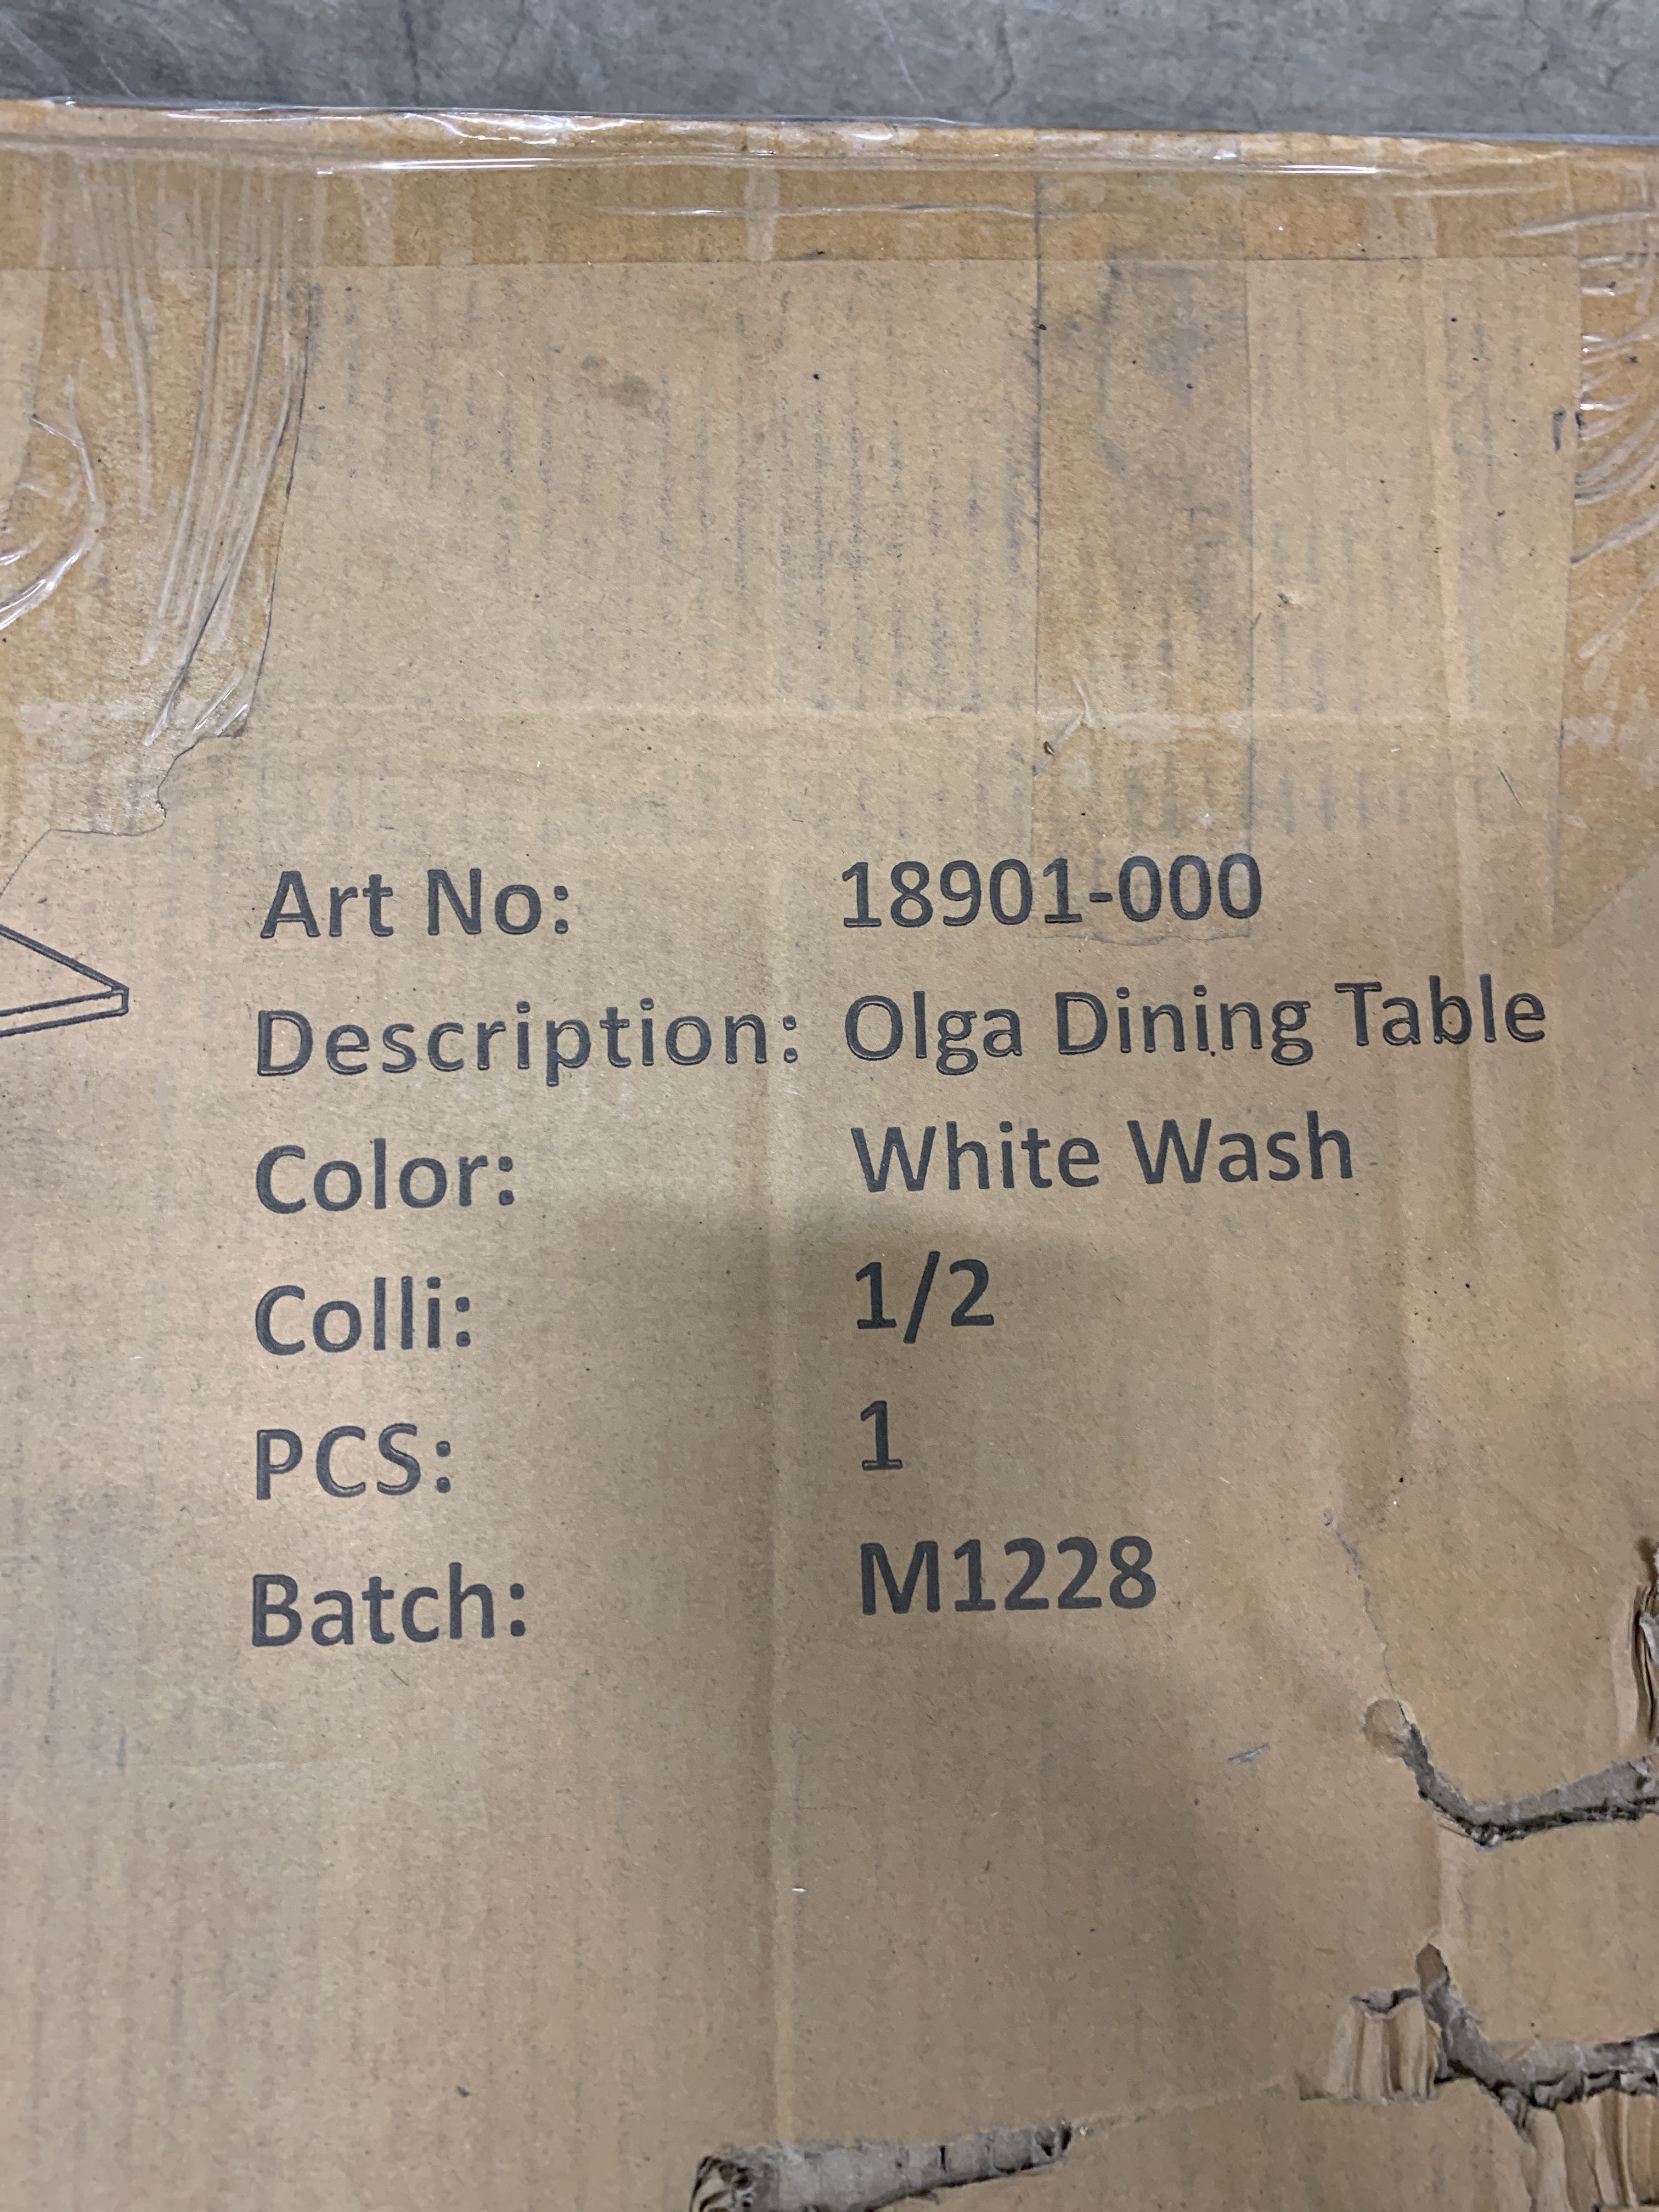 Art No: 18901-000
Description: Olga Dining Table
Color: White Wash
Colli: 1/2
PCS: 1
Batch: M1228